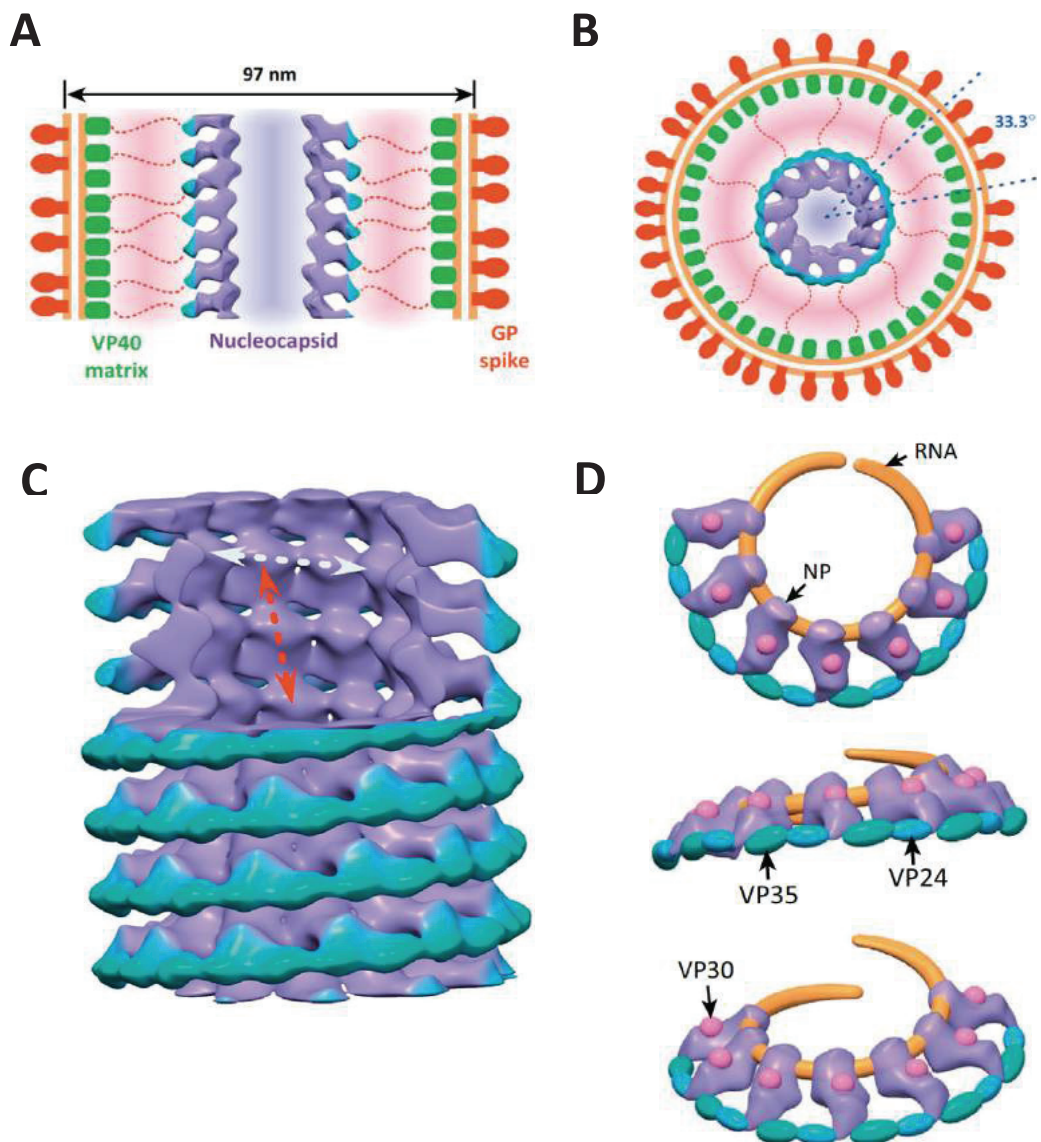 A
97 nm
VP40
matrix
Nucleocapsid
GP
spike
B
33.3°
C
D
RNA
NP
VP35
VP24
VP30